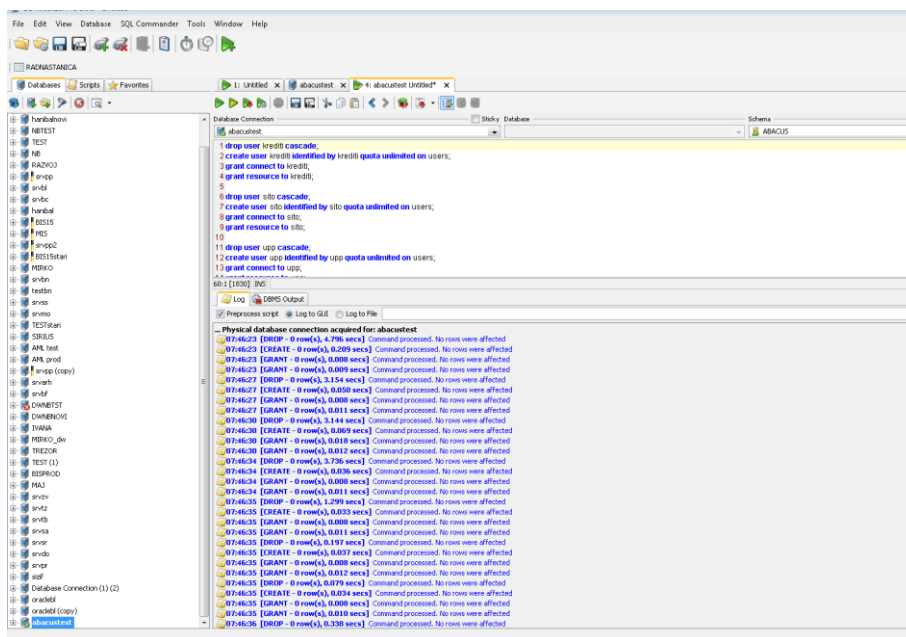 File Edit View Database SQL Commander Tools Window Help
RADNASTANICA
Databases Scripts Favorites
1: Untitled x abacustest x 4: abacustest Untitled* x
hanibalnovi
NBTEST
TEST
NB
RAZVOJ
srvpp
srvbl
srvbc
hanibal
BIS15
MIS
srvpp2
BIS15stari
MIRKO
srvbn
testbn
srvss
srvmo
TESTstari
SIRIUS
AML test
AML prod
srvpp (copy)
srvarh
srvbf
DWNBTST
DWNBNOVI
IVANA
MIRKO_dw
TREZOR
TEST (1)
BISPROD
MAJ
srvzv
srvtz
srvtb
srvsa
srvsr
srvdo
srvpr
sizif
Database Connection (1) (2)
oradebl
oradebl (copy)
abacustest
Database Connection Sticky Database Schema
abacustest ABACUS
1 drop user krediti cascade;
2 create user krediti identified by krediti quota unlimited on users;
3 grant connect to krediti;
4 grant resource to krediti;
5
6 drop user sito cascade;
7 create user sito identified by sito quota unlimited on users;
8 grant connect to sito;
9 grant resource to sito;
10
11 drop user upp cascade;
12 create user upp identified by upp quota unlimited on users;
13 grant connect to upp;
60:1 [1030] INS
Log DBMS Output
Preprocess script Log to GUI Log to File
... Physical database connection acquired for: abacustest
07:46:23 [DROP - 0 row(s), 4.796 secs] Command processed. No rows were affected
07:46:23 [CREATE - 0 row(s), 0.209 secs] Command processed. No rows were affected
07:46:23 [GRANT - 0 row(s), 0.008 secs] Command processed. No rows were affected
07:46:23 [GRANT - 0 row(s), 0.009 secs] Command processed. No rows were affected
07:46:27 [DROP - 0 row(s), 3.154 secs] Command processed. No rows were affected
07:46:27 [CREATE - 0 row(s), 0.050 secs] Command processed. No rows were affected
07:46:27 [GRANT - 0 row(s), 0.008 secs] Command processed. No rows were affected
07:46:27 [GRANT - 0 row(s), 0.011 secs] Command processed. No rows were affected
07:46:30 [DROP - 0 row(s), 3.144 secs] Command processed. No rows were affected
07:46:30 [CREATE - 0 row(s), 0.069 secs] Command processed. No rows were affected
07:46:30 [GRANT - 0 row(s), 0.018 secs] Command processed. No rows were affected
07:46:30 [GRANT - 0 row(s), 0.012 secs] Command processed. No rows were affected
07:46:34 [DROP - 0 row(s), 3.736 secs] Command processed. No rows were affected
07:46:34 [CREATE - 0 row(s), 0.036 secs] Command processed. No rows were affected
07:46:34 [GRANT - 0 row(s), 0.008 secs] Command processed. No rows were affected
07:46:34 [GRANT - 0 row(s), 0.011 secs] Command processed. No rows were affected
07:46:35 [DROP - 0 row(s), 1.299 secs] Command processed. No rows were affected
07:46:35 [CREATE - 0 row(s), 0.033 secs] Command processed. No rows were affected
07:46:35 [GRANT - 0 row(s), 0.008 secs] Command processed. No rows were affected
07:46:35 [GRANT - 0 row(s), 0.011 secs] Command processed. No rows were affected
07:46:35 [DROP - 0 row(s), 0.197 secs] Command processed. No rows were affected
07:46:35 [CREATE - 0 row(s), 0.037 secs] Command processed. No rows were affected
07:46:35 [GRANT - 0 row(s), 0.008 secs] Command processed. No rows were affected
07:46:35 [GRANT - 0 row(s), 0.012 secs] Command processed. No rows were affected
07:46:35 [DROP - 0 row(s), 0.079 secs] Command processed. No rows were affected
07:46:35 [CREATE - 0 row(s), 0.034 secs] Command processed. No rows were affected
07:46:35 [GRANT - 0 row(s), 0.008 secs] Command processed. No rows were affected
07:46:35 [GRANT - 0 row(s), 0.010 secs] Command processed. No rows were affected
07:46:36 [DROP - 0 row(s), 0.338 secs] Command processed. No rows were affected